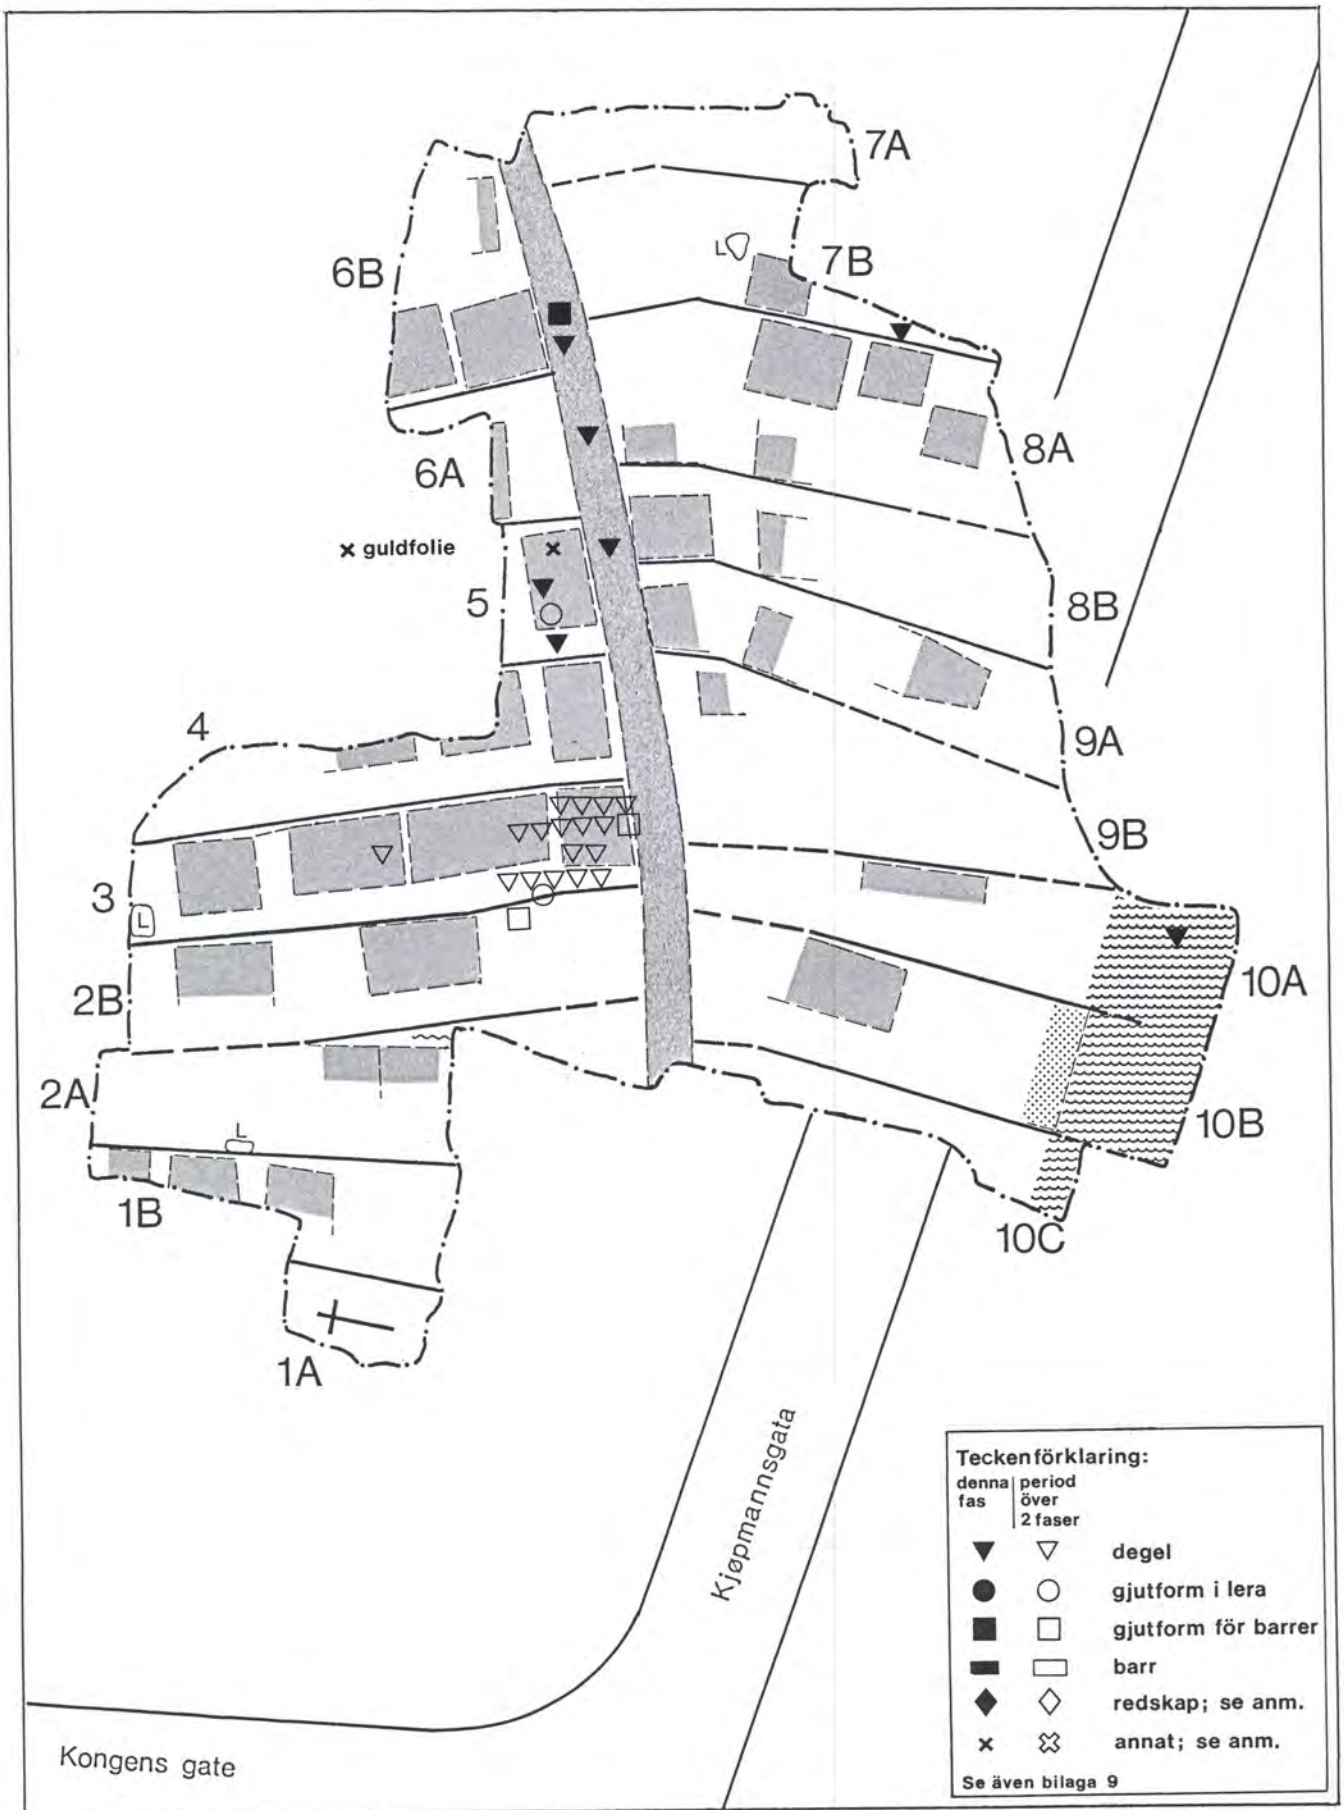 7A
6B
L
7B
6A
8A
× guldfolie
5
8B
4
9A
9B
3
L
2B
10A
2A
L
10B
1B
10C
1A
Kjøpmannsgata
Kongens gate
Teckenförklaring:
denna fas
period över 2 faser
degel
gjutform i lera
gjutform för barrer
barr
redskap; se anm.
annat; se anm.
Se även bilaga 9